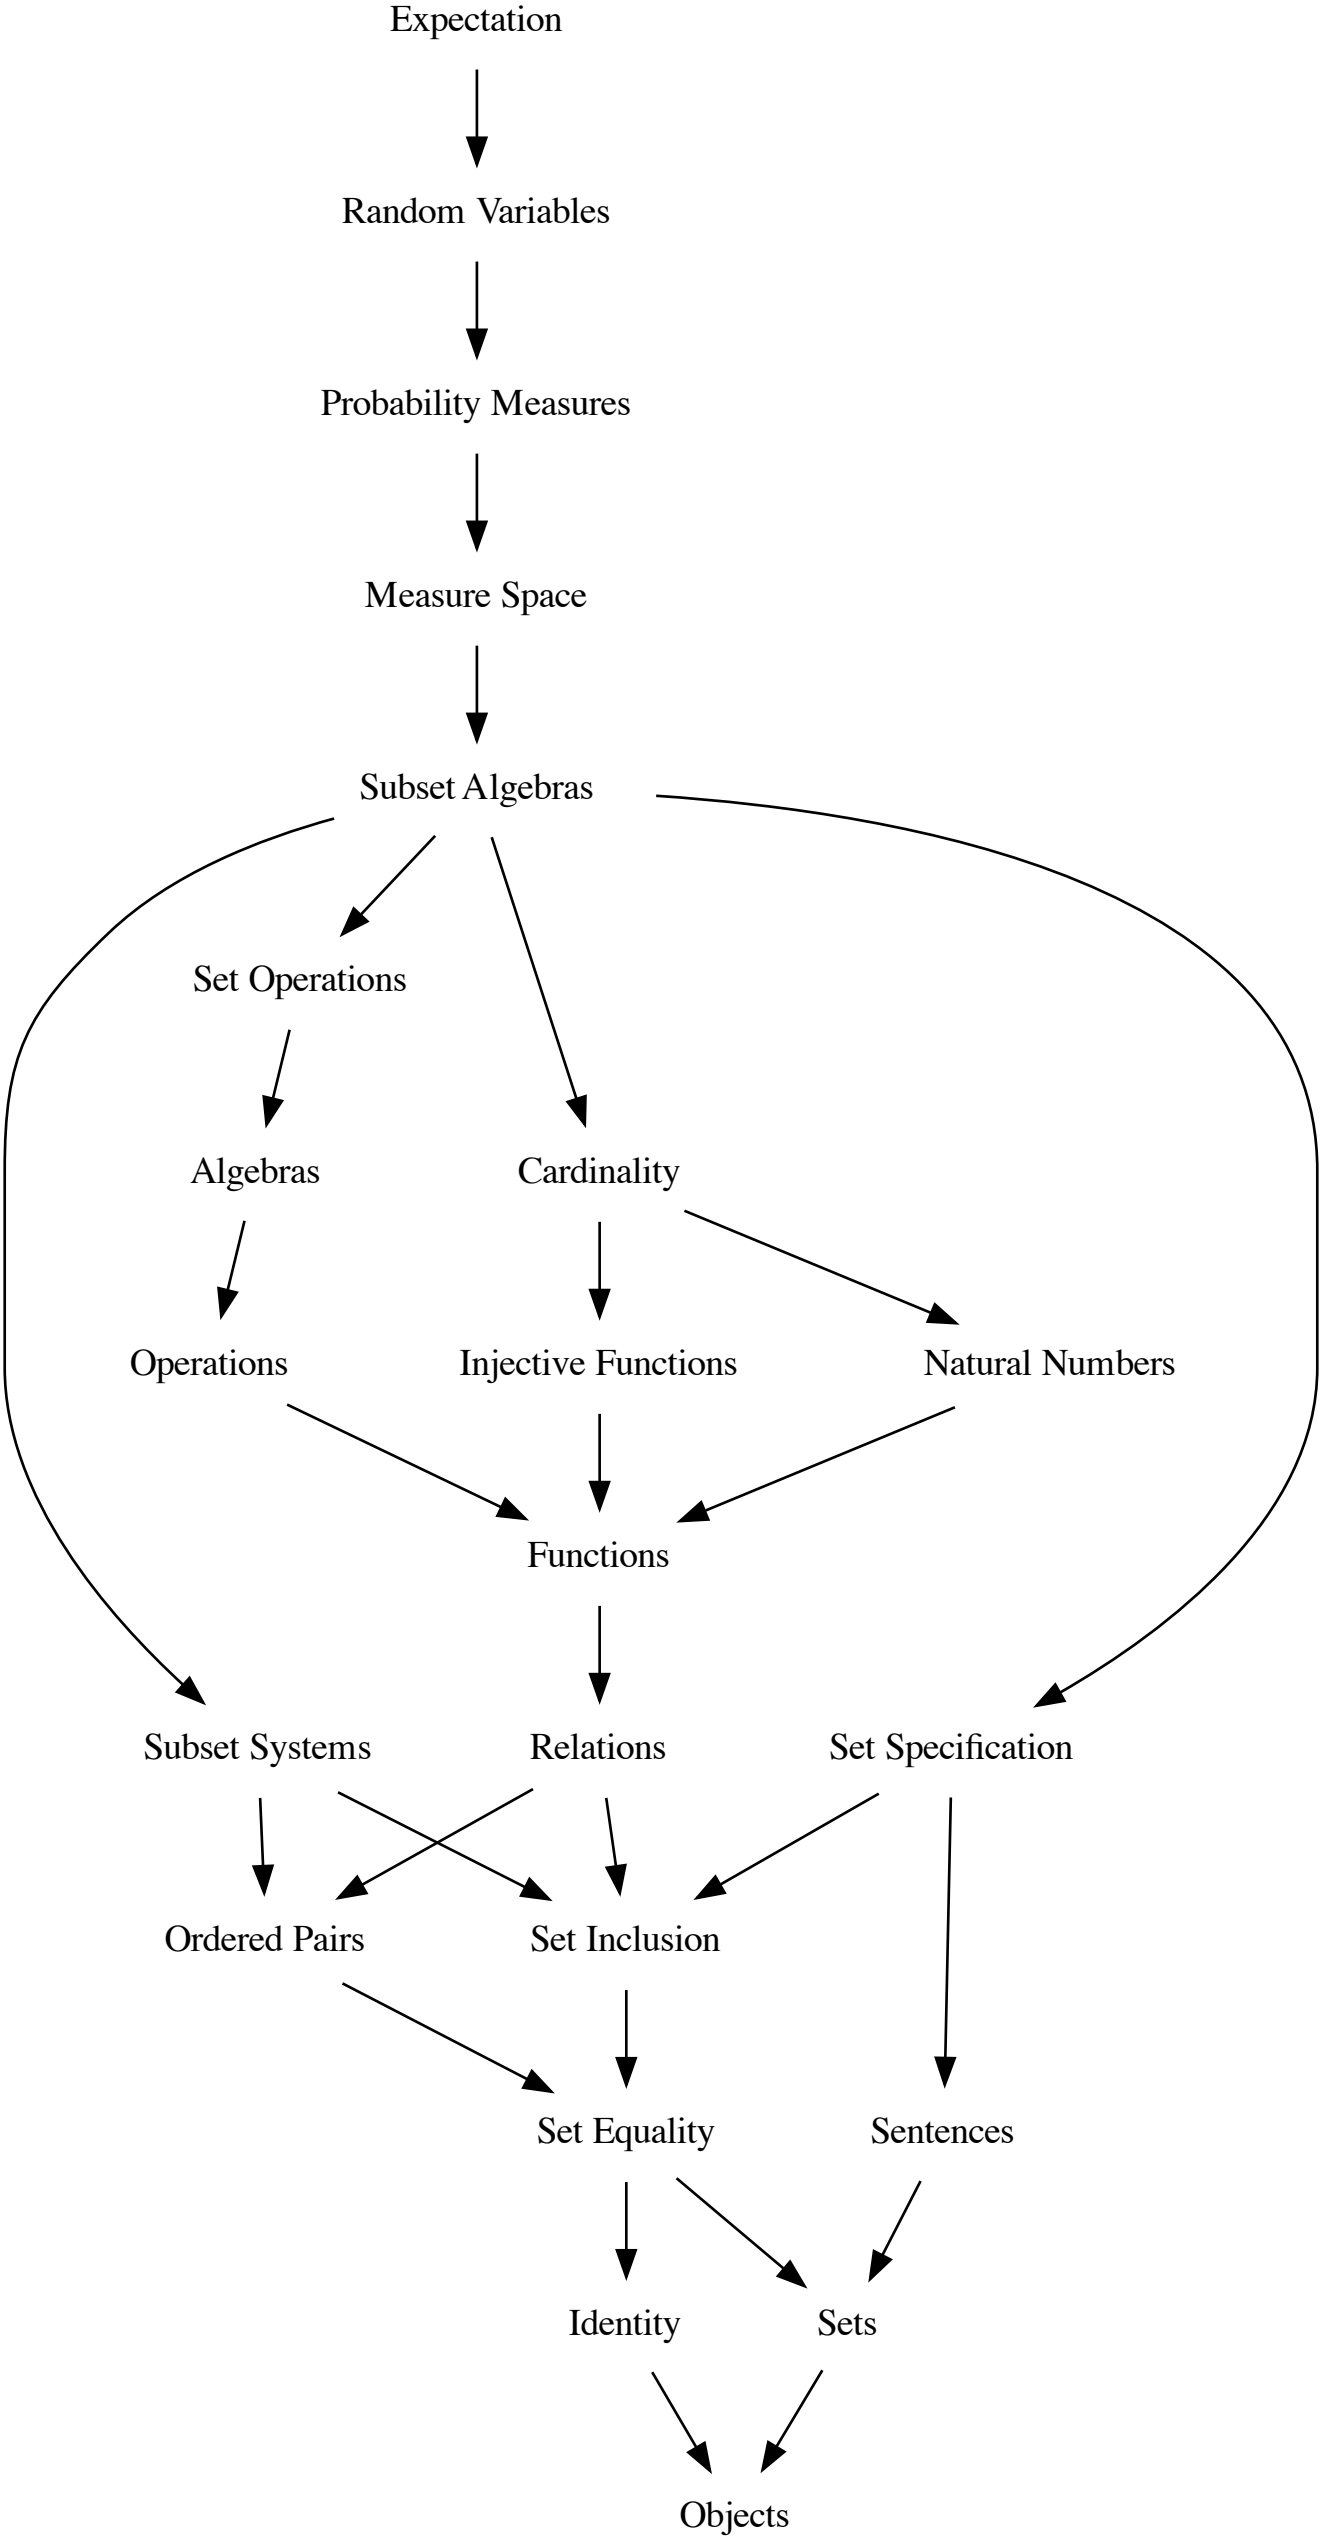 Expectation
Random Variables
Probability Measures
Measure Space
Subset Algebras
Set Operations
Algebras
Cardinality
Operations
Injective Functions
Natural Numbers
Functions
Subset Systems
Relations
Set Specification
Ordered Pairs
Set Inclusion
Set Equality
Sentences
Identity
Sets
Objects